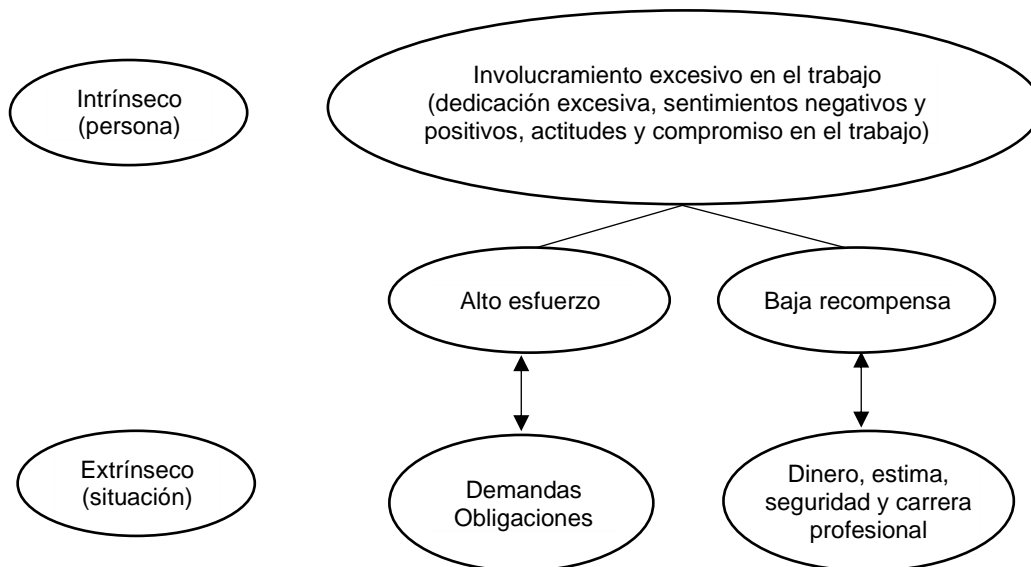 Intrínseco
(persona)
Involucramiento excesivo en el trabajo
(dedicación excesiva, sentimientos negativos y
positivos, actitudes y compromiso en el trabajo)
Alto esfuerzo
Baja recompensa
Extrínseco
(situación)
Demandas
Obligaciones
Dinero, estima,
seguridad y carrera
profesional